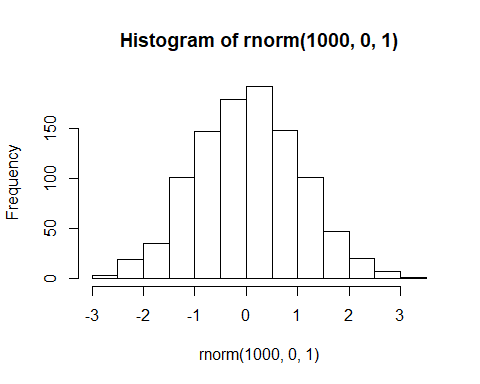 Histogram of rnorm(1000, 0, 1)
Frequency
150
100
50
0
-3 -2 -1 0 1 2 3
rnorm(1000, 0, 1)